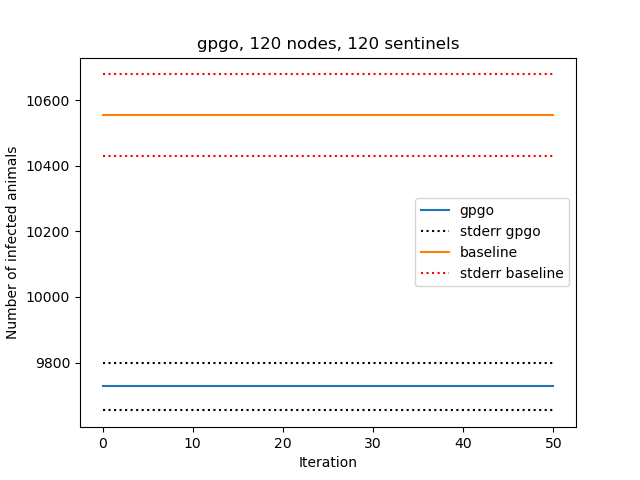 gpgo, 120 nodes, 120 sentinels
10600
10400
10200
10000
9800
Number of infected animals
gpgo
stderr gpgo
baseline
stderr baseline
0 10 20 30 40 50
Iteration